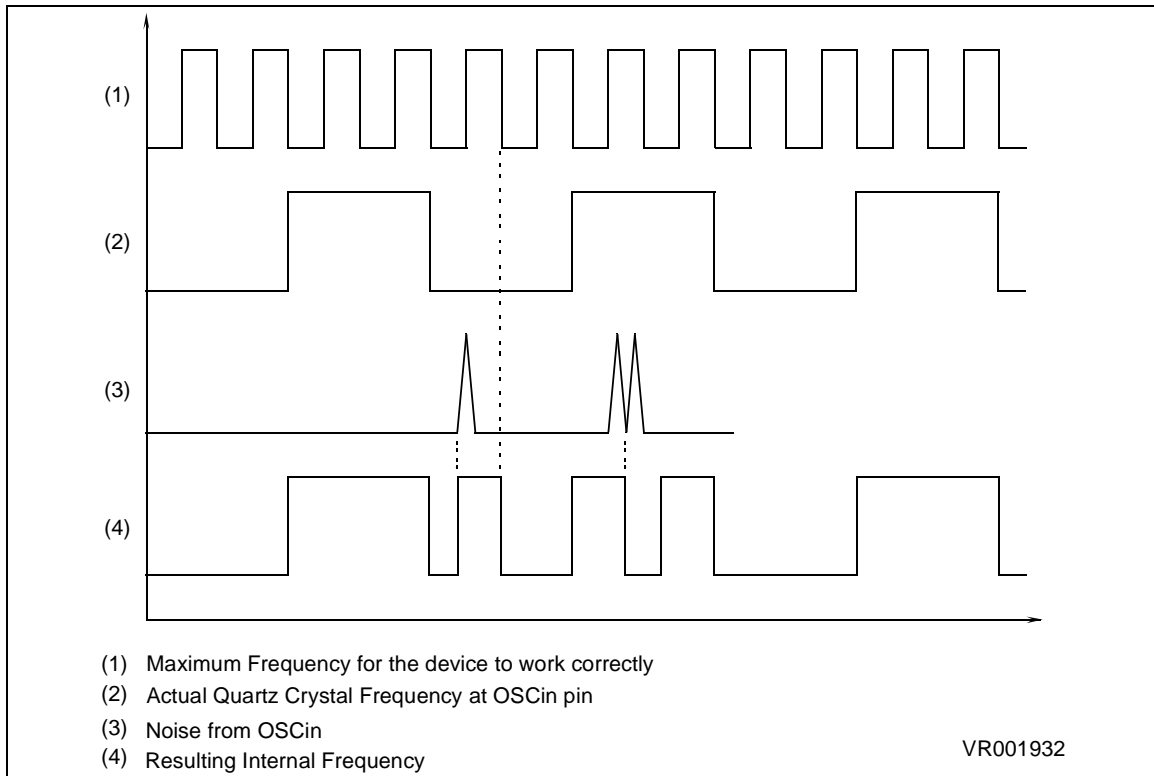 (1)
(2)
(3)
(4)
(1) Maximum Frequency for the device to work correctly
(2) Actual Quartz Crystal Frequency at OSCin pin
(3) Noise from OSCin
(4) Resulting Internal Frequency
VR001932